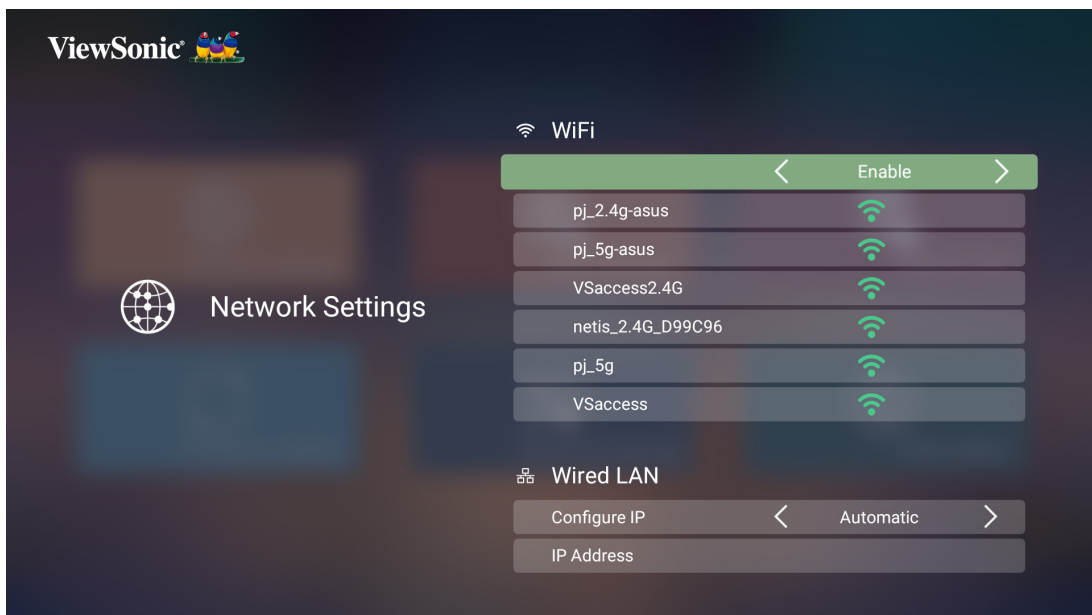 ViewSonic®
WiFi
Enable
pj_2.4g-asus
pj_5g-asus
VSaccess2.4G
netis_2.4G_D99C96
pj_5g
VSaccess
Network Settings
Wired LAN
Configure IP Automatic
IP Address